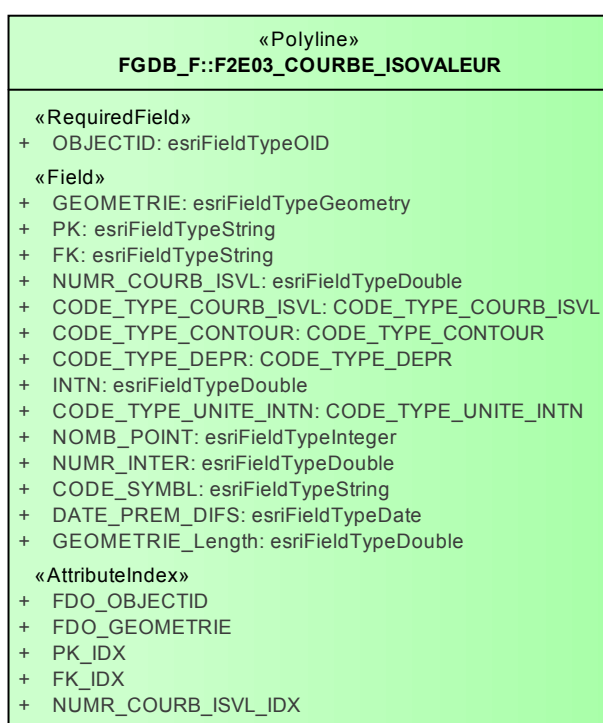 «Polyline»
FGDB_F::F2E03_COURBE_ISOVALEUR
«RequiredField»
+ OBJECTID: esriFieldTypeOID
«Field»
+ GEOMETRIE: esriFieldTypeGeometry
+ PK: esriFieldTypeString
+ FK: esriFieldTypeString
+ NUMR_COURB_ISVL: esriFieldTypeDouble
+ CODE_TYPE_COURB_ISVL: CODE_TYPE_COURB_ISVL
+ CODE_TYPE_CONTOUR: CODE_TYPE_CONTOUR
+ CODE_TYPE_DEPR: CODE_TYPE_DEPR
+ INTN: esriFieldTypeDouble
+ CODE_TYPE_UNITE_INTN: CODE_TYPE_UNITE_INTN
+ NOMB_POINT: esriFieldTypeInteger
+ NUMR_INTER: esriFieldTypeDouble
+ CODE_SYMBL: esriFieldTypeString
+ DATE_PREM_DIFS: esriFieldTypeDate
+ GEOMETRIE_Length: esriFieldTypeDouble
«AttributeIndex»
+ FDO_OBJECTID
+ FDO_GEOMETRIE
+ PK_IDX
+ FK_IDX
+ NUMR_COURB_ISVL_IDX